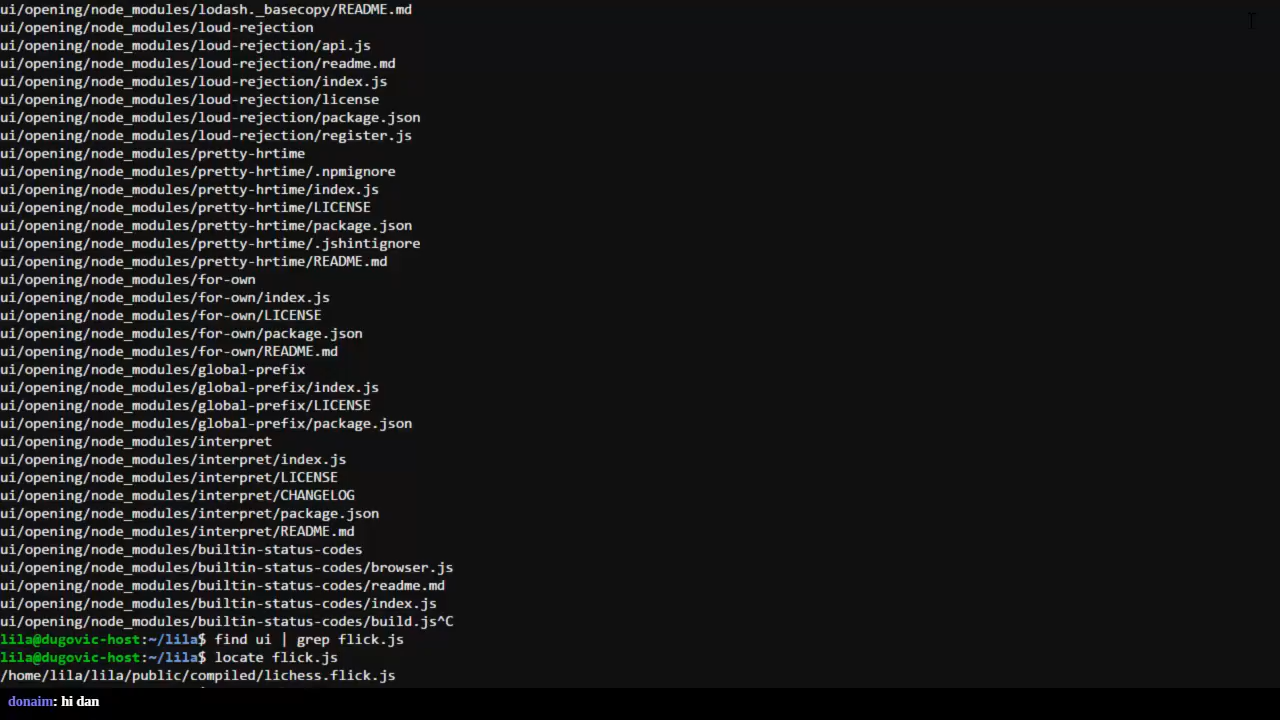 ui/opening/node_modules/lodash._basecopy/README.md
ui/opening/node_modules/loud-rejection
ui/opening/node_modules/loud-rejection/api.js
ui/opening/node_modules/loud-rejection/readme.md
ui/opening/node_modules/loud-rejection/index.js
ui/opening/node_modules/loud-rejection/license
ui/opening/node_modules/loud-rejection/package.json
ui/opening/node_modules/loud-rejection/register.js
ui/opening/node_modules/pretty-hrtime
ui/opening/node_modules/pretty-hrtime/.npmignore
ui/opening/node_modules/pretty-hrtime/index.js
ui/opening/node_modules/pretty-hrtime/LICENSE
ui/opening/node_modules/pretty-hrtime/package.json
ui/opening/node_modules/pretty-hrtime/.jshintignore
ui/opening/node_modules/pretty-hrtime/README.md
ui/opening/node_modules/for-own
ui/opening/node_modules/for-own/index.js
ui/opening/node_modules/for-own/LICENSE
ui/opening/node_modules/for-own/package.json
ui/opening/node_modules/for-own/README.md
ui/opening/node_modules/global-prefix
ui/opening/node_modules/global-prefix/index.js
ui/opening/node_modules/global-prefix/LICENSE
ui/opening/node_modules/global-prefix/package.json
ui/opening/node_modules/interpret
ui/opening/node_modules/interpret/index.js
ui/opening/node_modules/interpret/LICENSE
ui/opening/node_modules/interpret/CHANGELOG
ui/opening/node_modules/interpret/package.json
ui/opening/node_modules/interpret/README.md
ui/opening/node_modules/builtin-status-codes
ui/opening/node_modules/builtin-status-codes/browser.js
ui/opening/node_modules/builtin-status-codes/readme.md
ui/opening/node_modules/builtin-status-codes/index.js
ui/opening/node_modules/builtin-status-codes/build.js^C
lila@dugovic-host:~/lila$ find ui | grep flick.js
lila@dugovic-host:~/lila$ locate flick.js
/home/lila/lila/public/compiled/lichess.flick.js
donaim: hi dan